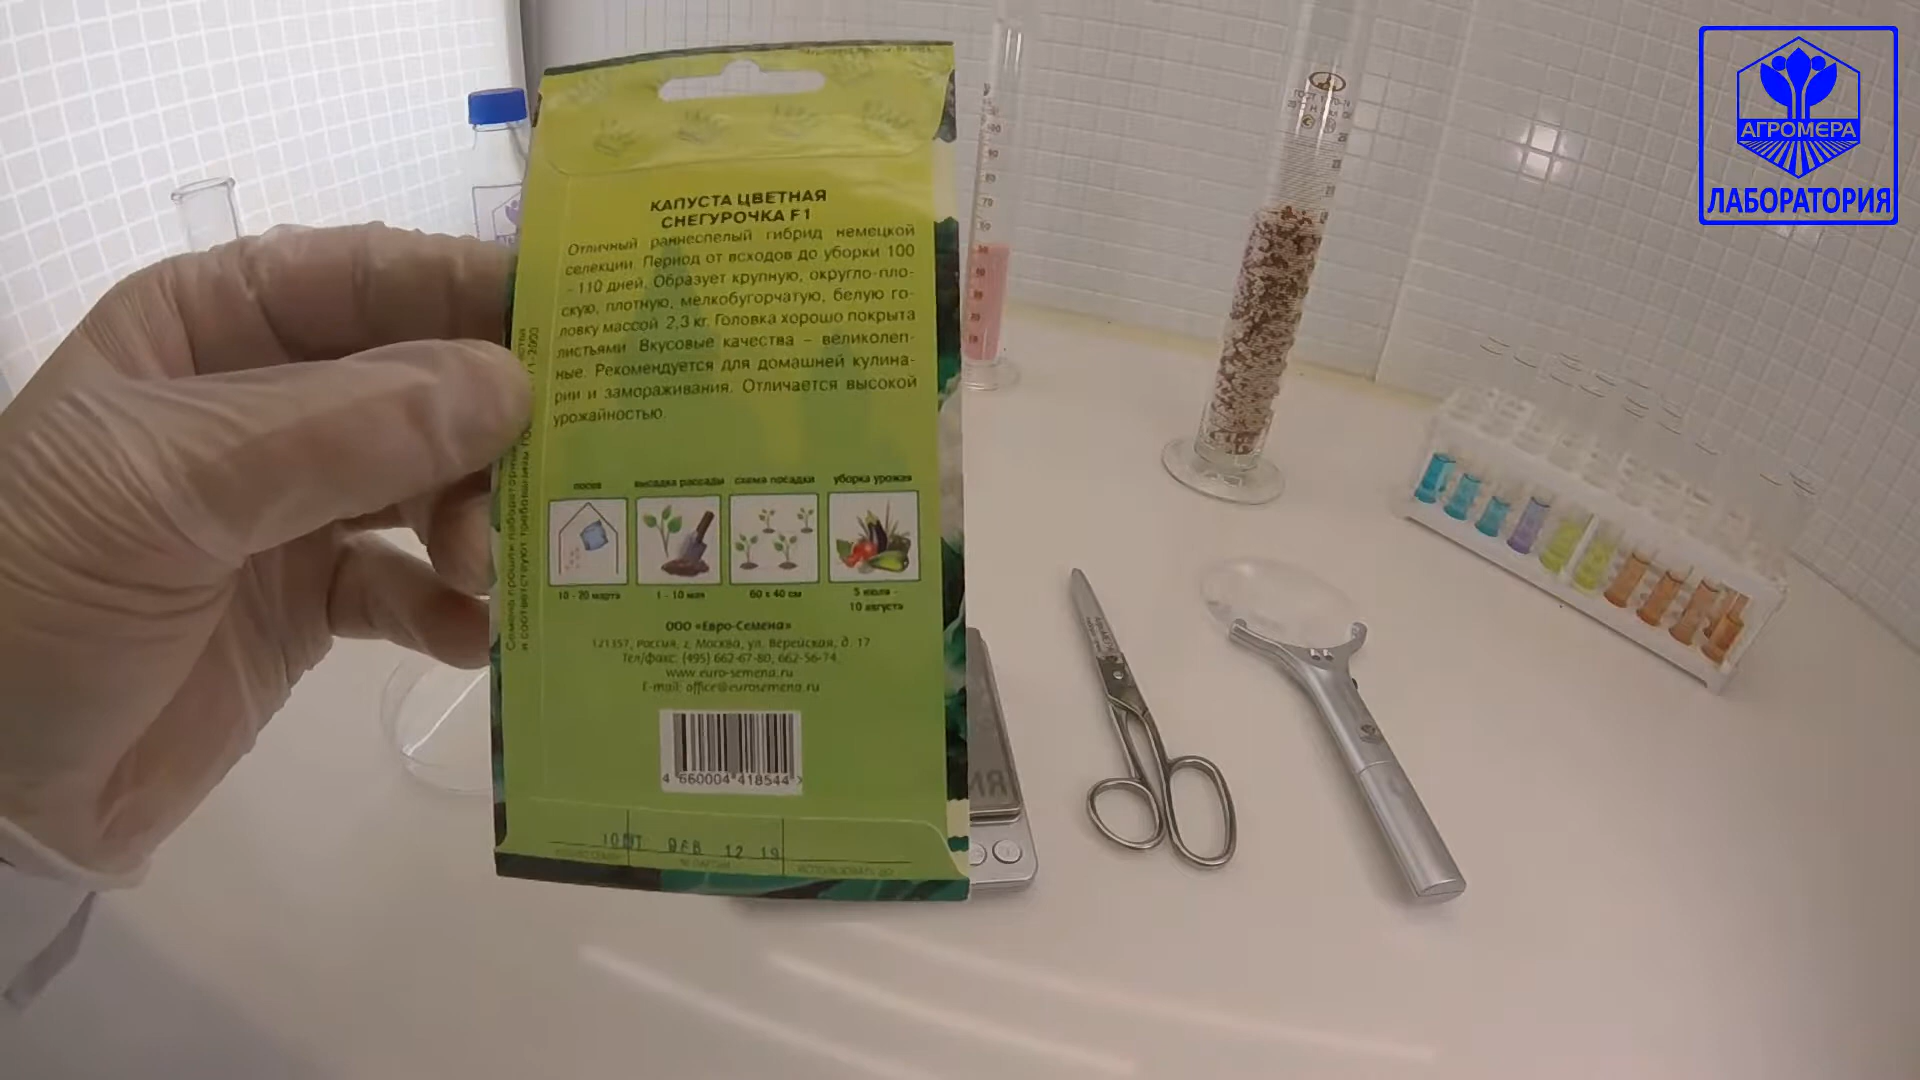 КАПУСТА ЦВЕТНАЯ
СНЕГУРОЧКА F1
Отличный раннеспелый гибрид немецкой
селекции. Период от всходов до уборки 100
- 110 дней. Образует крупную, округло-пло-
скую, плотную, мелкобугорчатую, белую го-
ловку массой 2,3 кг. Головка хорошо покрыта
листьями. Вкусовые качества – великолеп-
ные. Рекомендуется для домашней кулина-
рии и замораживания. Отличается высокой
урожайностью.
посев высадка рассады схема посадки уборка урожая
10 - 20 марта 1 - 10 мая 60 x 40 см 5 июля -
10 августа
ООО «Евро-Семена»
121357, Россия, г. Москва, ул. Верейская, д. 17
Тел/факс: (495) 662-67-80, 662-56-74
www.euro-semena.ru
E-mail: office@eurosemena.ru
4 660004 418544 >
12 19
АГРОМЕРА
ЛАБОРАТОРИЯ